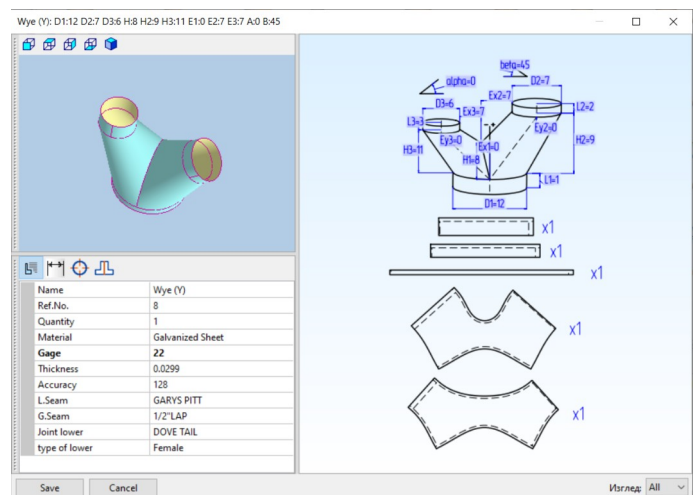 Wye (Y): D1:12 D2:7 D3:6 H:8 H2:9 H3:11 E1:0 E2:7 E3:7 A:0 B:45
Name Wye (Y)
Ref.No. 8
Quantity 1
Material Galvanized Sheet
Gage 22
Thickness 0.0299
Accuracy 128
L.Seam GARYS PITT
G.Seam 1/2"LAP
Joint lower DOVE TAIL
type of lower Female
Save Cancel
beta=45
alpha=0
D2=7
D3=6
Ex2=7
Ex3=7
L2=2
L3=3
Ey2=0
Ey3=0
Ex1=0
H2=9
H3=11
H1=8
L1=1
D1=12
x1
x1
x1
x1
x1
Изглед: All